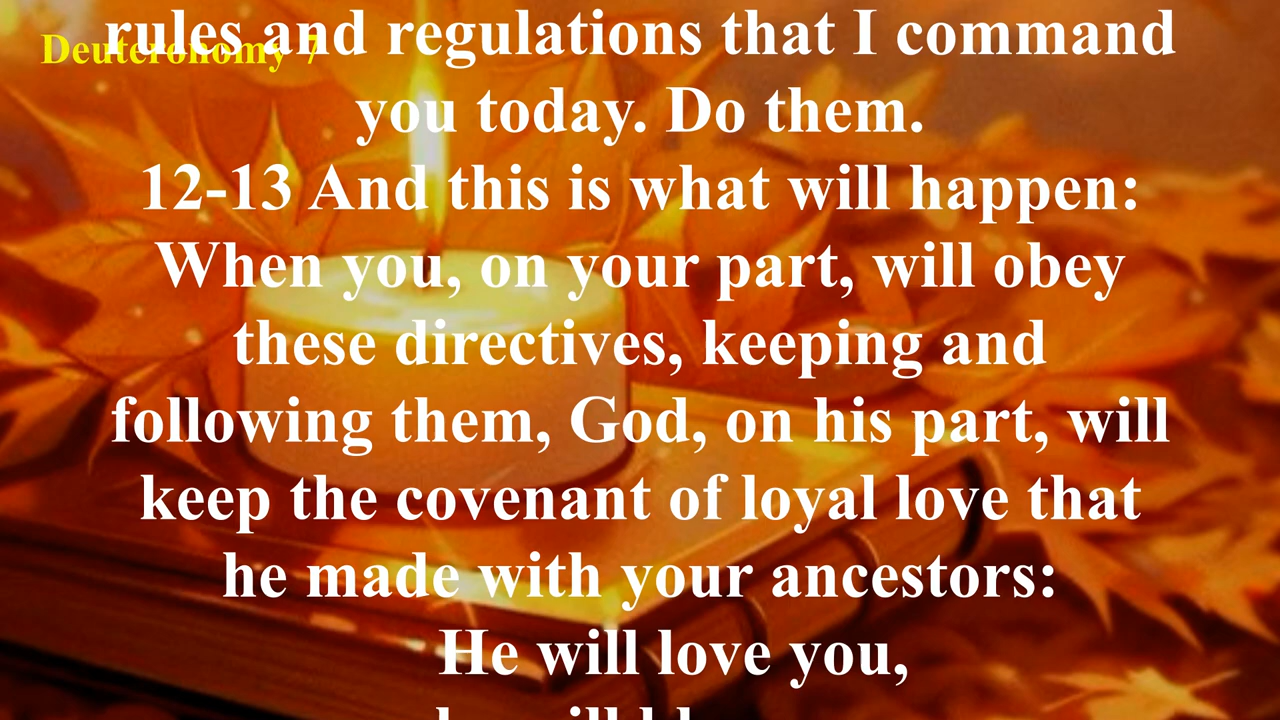 Deuteronomy 7
rules and regulations that I command
you today. Do them.
12-13 And this is what will happen:
When you, on your part, will obey
these directives, keeping and
following them, God, on his part, will
keep the covenant of loyal love that
he made with your ancestors:
He will love you,